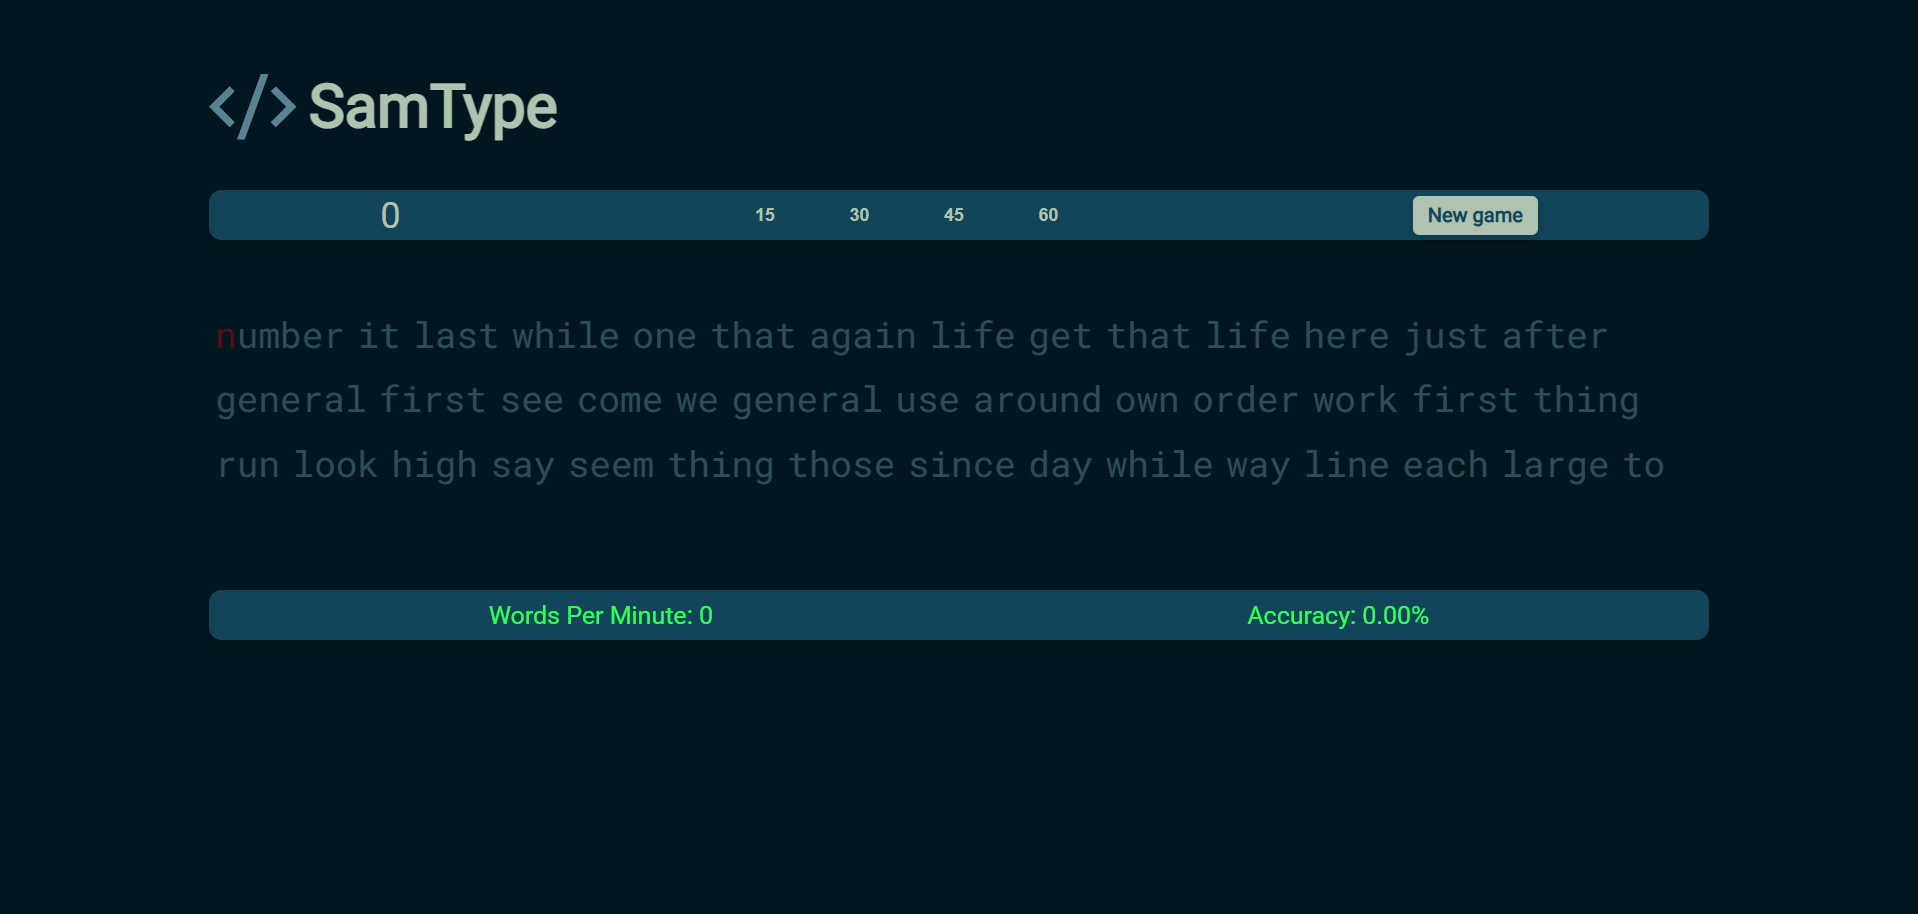 </> SamType
0 15 30 45 60 New game
number it last while one that again life get that life here just after
general first see come we general use around own order work first thing
run look high say seem thing those since day while way line each large to
Words Per Minute: 0 Accuracy: 0.00%